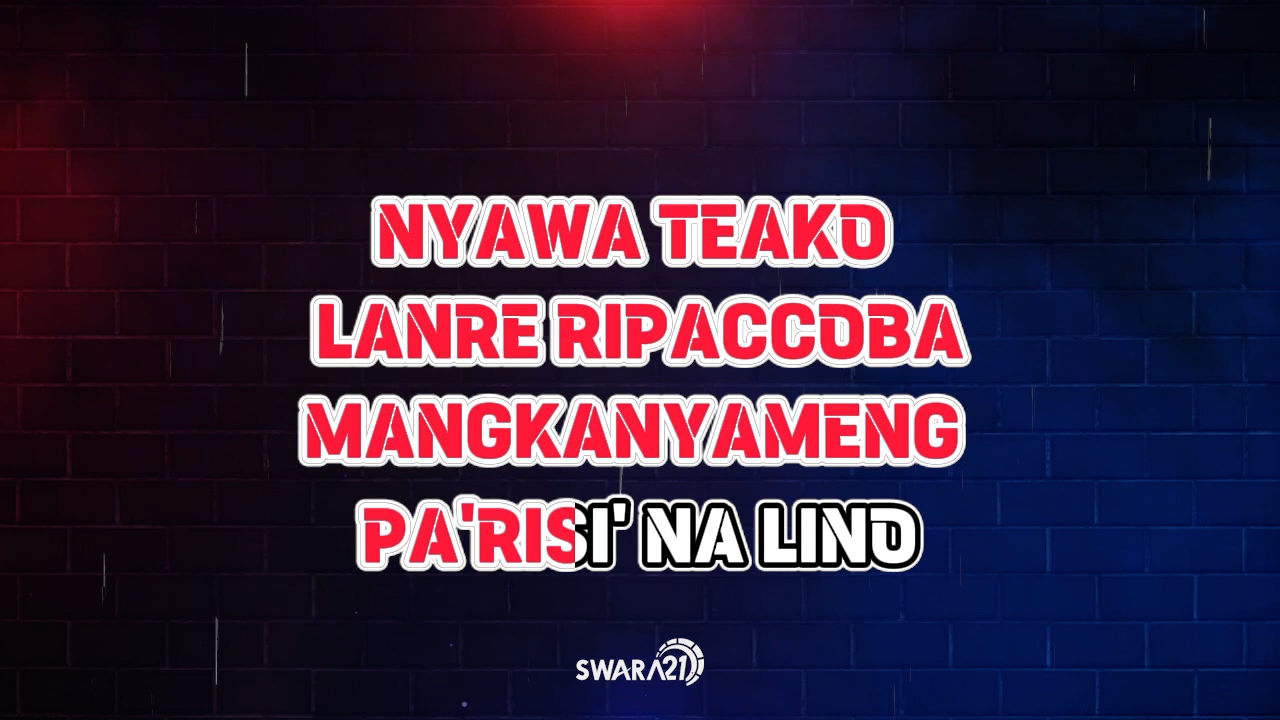 NYAWA TEAKO
LANRE RIPACCOBA
MANGKANYAMENG
PA'RISI' NA LINO
SWARA21